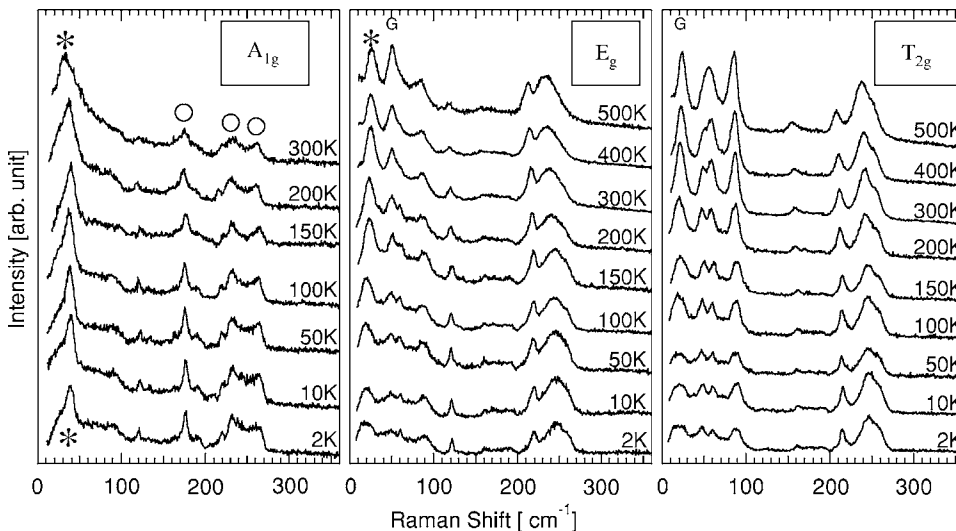 G
G
*
*
A1g
Eg
T2g
300K
200K
150K
100K
50K
10K
2K
*
500K
400K
300K
200K
150K
100K
50K
10K
2K
500K
400K
300K
200K
150K
100K
50K
10K
2K
Intensity [arb. unit]
0 100 200 300
0 100 200 300
0 100 200 300
Raman Shift [ cm-1]